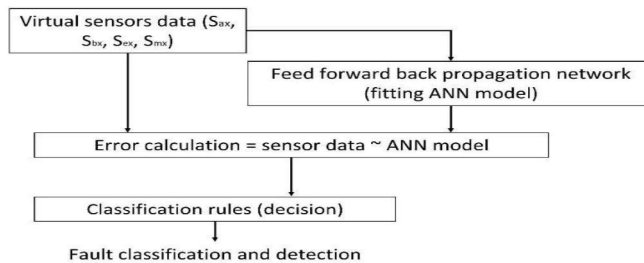 Virtual sensors data (Sax,
Sbx, Sex, Smx)
Feed forward back propagation network
(fitting ANN model)
Error calculation = sensor data ~ ANN model
Classification rules (decision)
Fault classification and detection